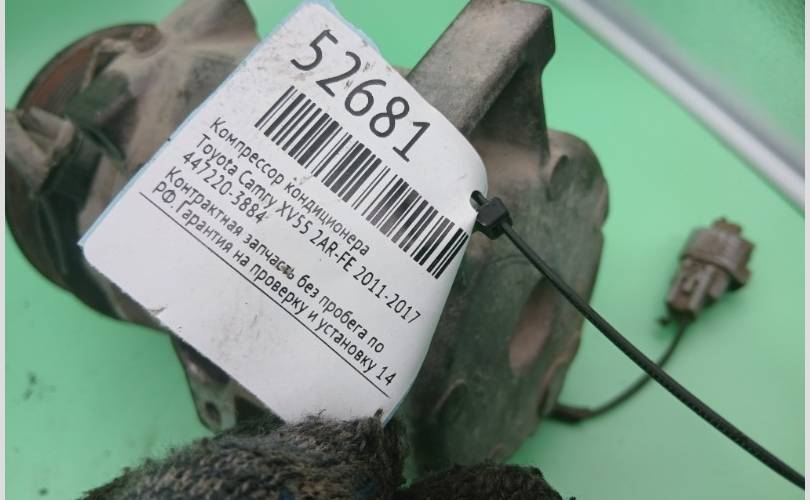 52681
Компрессор кондиционера
Toyota Camry XV55 2AR-FE 2011-2017
447220-3884
Контрактная запчасть без пробега по
РФ.Гарантия на проверку и установку 14